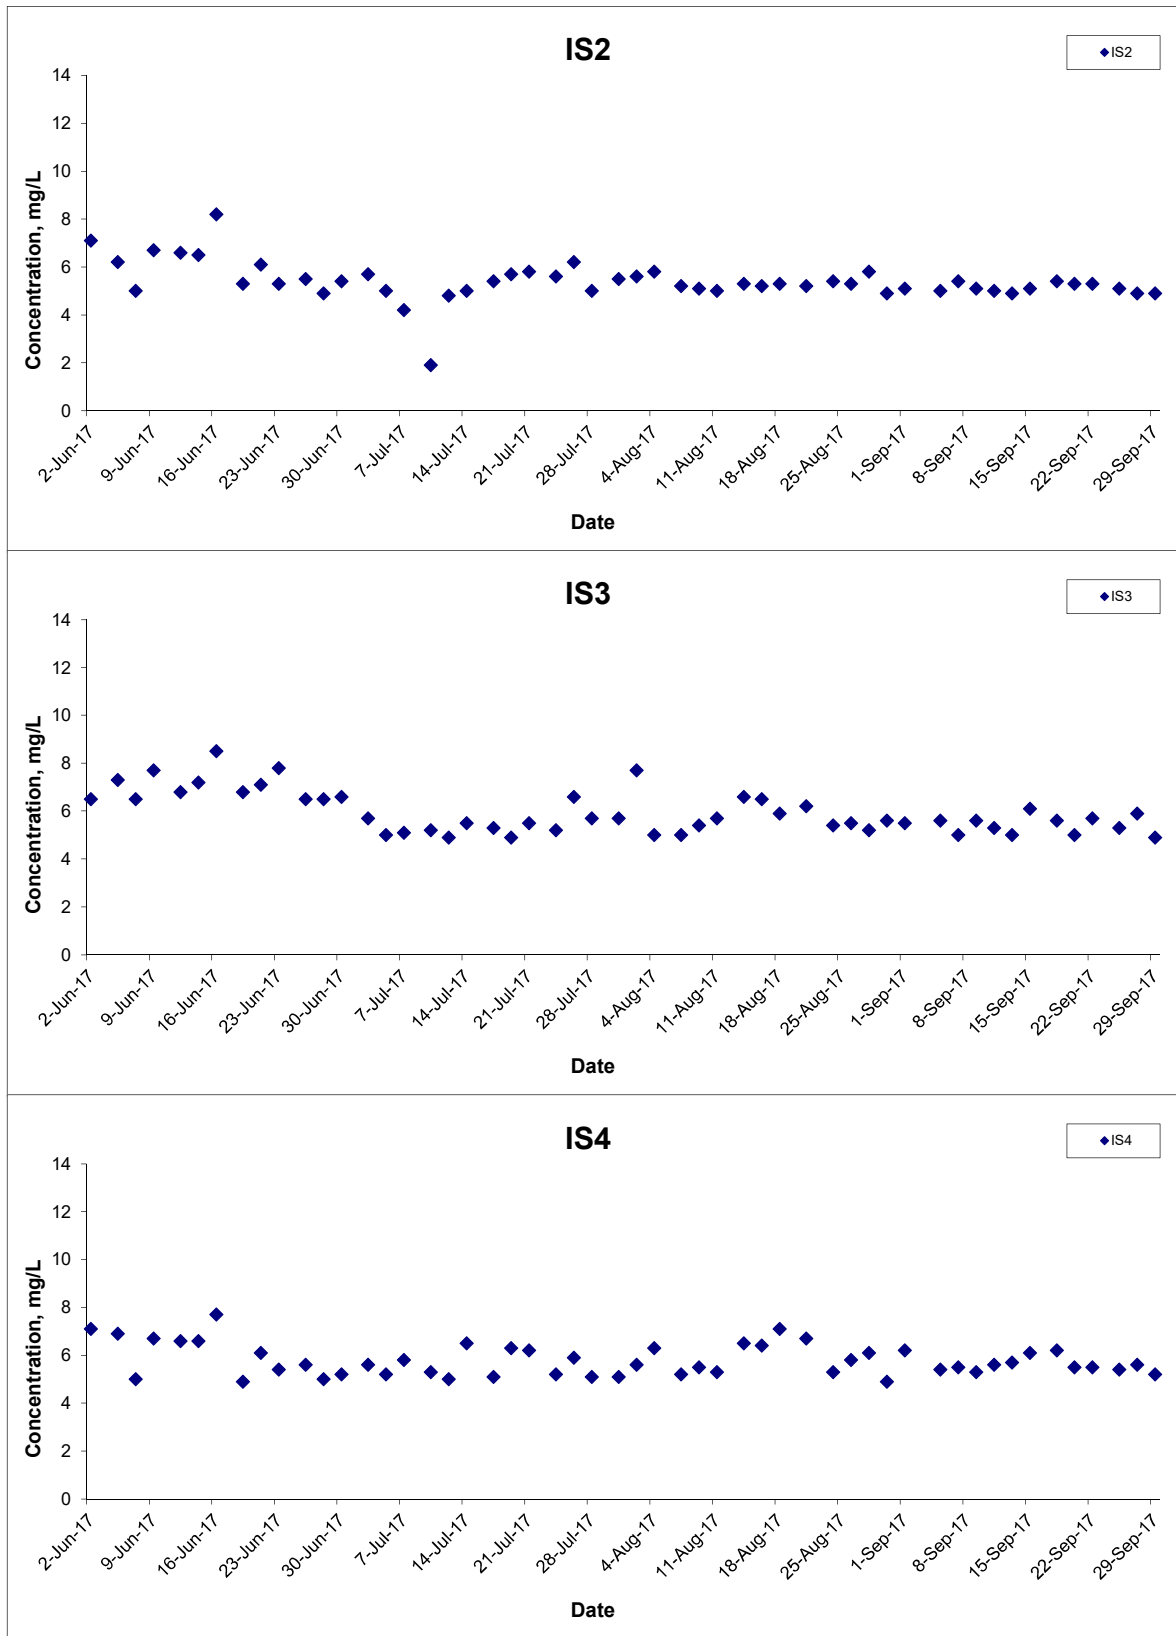 IS2
IS2
14
12
10
8
6
4
2
0
Concentration, mg/L
2-Jun-17
9-Jun-17
16-Jun-17
23-Jun-17
30-Jun-17
7-Jul-17
14-Jul-17
21-Jul-17
28-Jul-17
4-Aug-17
11-Aug-17
18-Aug-17
25-Aug-17
1-Sep-17
8-Sep-17
15-Sep-17
22-Sep-17
29-Sep-17
Date
IS3
IS3
14
12
10
8
6
4
2
0
Concentration, mg/L
2-Jun-17
9-Jun-17
16-Jun-17
23-Jun-17
30-Jun-17
7-Jul-17
14-Jul-17
21-Jul-17
28-Jul-17
4-Aug-17
11-Aug-17
18-Aug-17
25-Aug-17
1-Sep-17
8-Sep-17
15-Sep-17
22-Sep-17
29-Sep-17
Date
IS4
IS4
14
12
10
8
6
4
2
0
Concentration, mg/L
2-Jun-17
9-Jun-17
16-Jun-17
23-Jun-17
30-Jun-17
7-Jul-17
14-Jul-17
21-Jul-17
28-Jul-17
4-Aug-17
11-Aug-17
18-Aug-17
25-Aug-17
1-Sep-17
8-Sep-17
15-Sep-17
22-Sep-17
29-Sep-17
Date